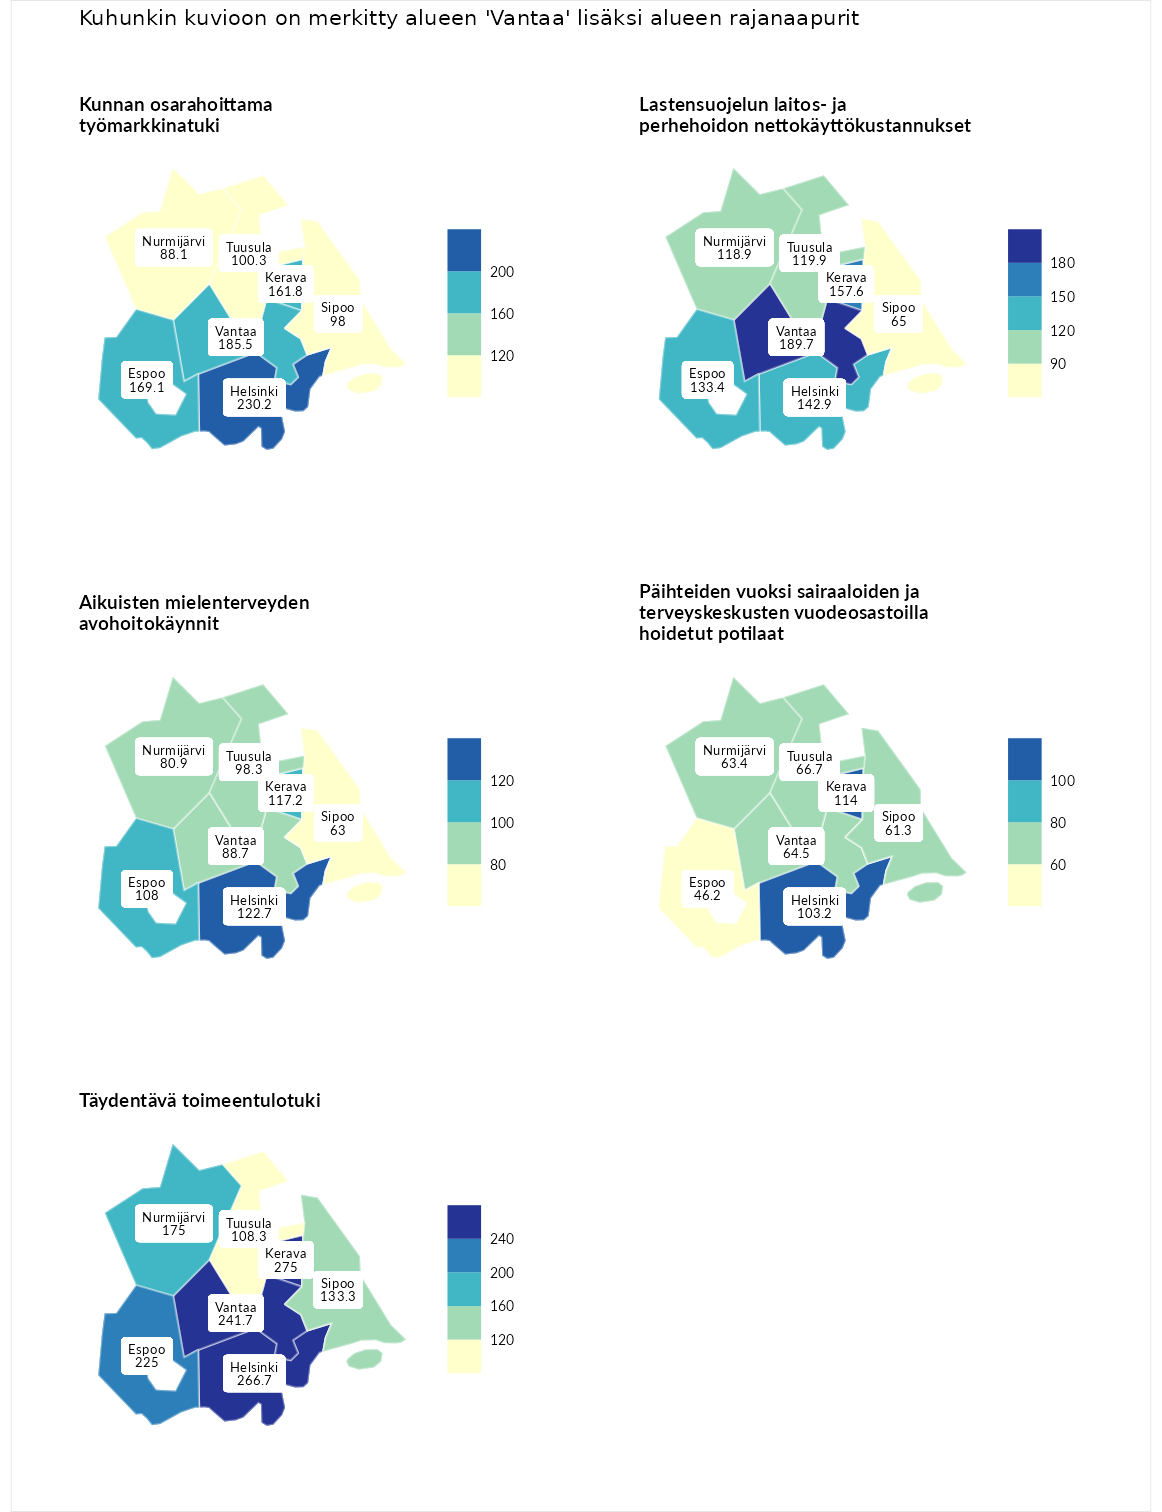 Kuhunkin kuvioon on merkitty alueen 'Vantaa' lisäksi alueen rajanaapurit
Kunnan osarahoittama
työmarkkinatuki
Nurmijärvi
88.1
Tuusula
100.3
Kerava
161.8
Sipoo
98
Vantaa
185.5
Espoo
169.1
Helsinki
230.2
200
160
120
Lastensuojelun laitos- ja
perhehoidon nettokäyttökustannukset
Nurmijärvi
118.9
Tuusula
119.9
Kerava
157.6
Sipoo
65
Vantaa
189.7
Espoo
133.4
Helsinki
142.9
180
150
120
90
Aikuisten mielenterveyden
avohoitokäynnit
Nurmijärvi
80.9
Tuusula
98.3
Kerava
117.2
Sipoo
63
Vantaa
88.7
Espoo
108
Helsinki
122.7
120
100
80
Päihteiden vuoksi sairaaloiden ja
terveyskeskusten vuodeosastoilla
hoidetut potilaat
Nurmijärvi
63.4
Tuusula
66.7
Kerava
114
Sipoo
61.3
Vantaa
64.5
Espoo
46.2
Helsinki
103.2
100
80
60
Täydentävä toimeentulotuki
Nurmijärvi
175
Tuusula
108.3
Kerava
275
Sipoo
133.3
Vantaa
241.7
Espoo
225
Helsinki
266.7
240
200
160
120